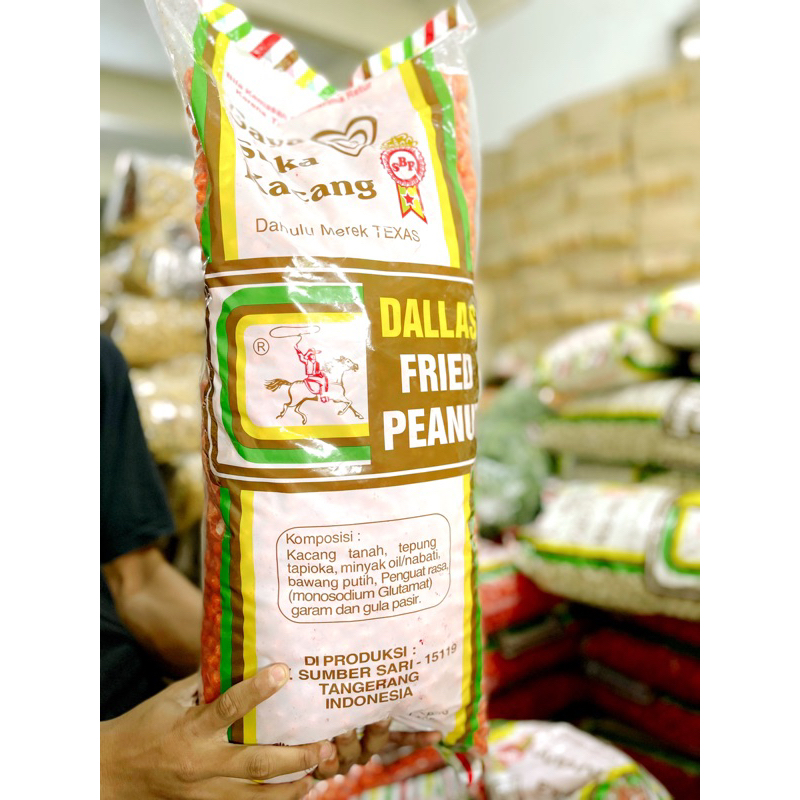 Saya
Suka
Kacang
SBF
Dahulu Merek TEXAS
®
DALLAS
FRIED
PEANU
Komposisi :
Kacang tanah, tepung
tapioka, minyak oil/nabati,
bawang putih, Penguat rasa,
(monosodium Glutamat)
garam dan gula pasir.
DI PRODUKSI :
SUMBER SARI - 15119
TANGERANG
INDONESIA